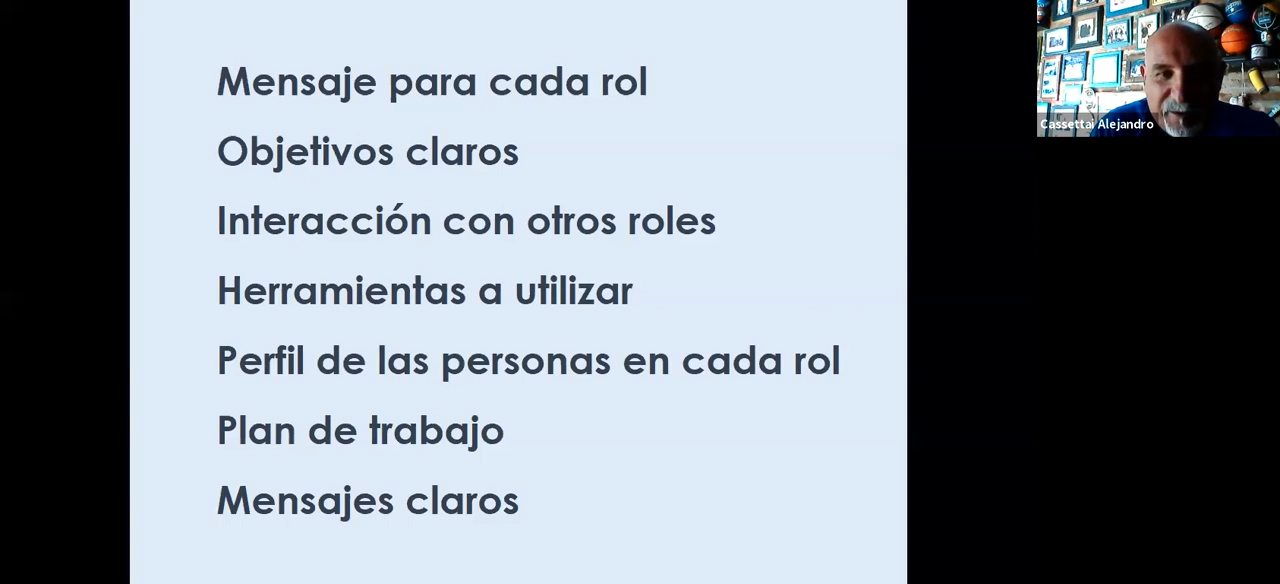 Mensaje para cada rol
Objetivos claros
Interacción con otros roles
Herramientas a utilizar
Perfil de las personas en cada rol
Plan de trabajo
Mensajes claros
Cassettai Alejandro